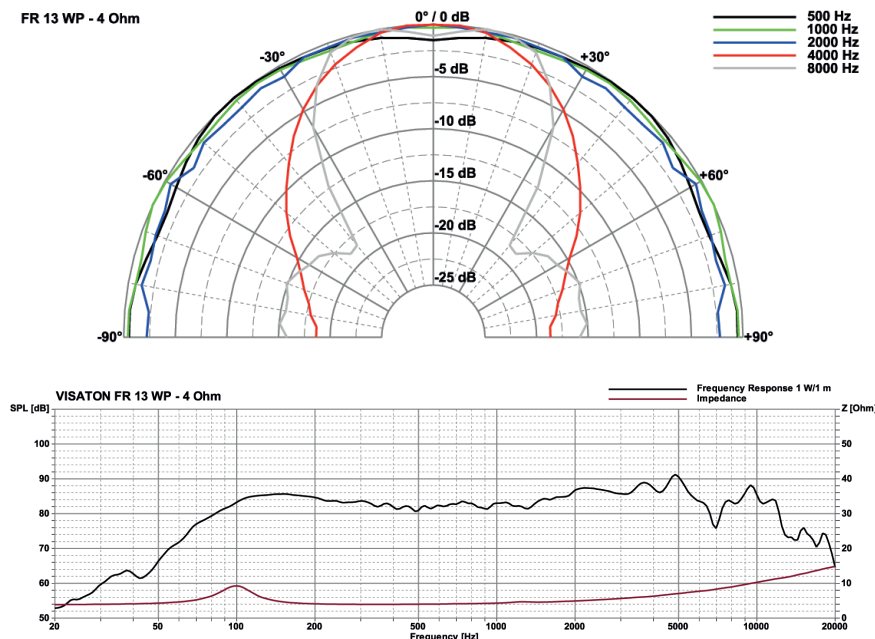 FR 13 WP - 4 Ohm
0° / 0 dB
500 Hz
1000 Hz
2000 Hz
4000 Hz
8000 Hz
-30°
+30°
-5 dB
-10 dB
-60°
+60°
-15 dB
-20 dB
-25 dB
-90°
+90°
VISATON FR 13 WP - 4 Ohm
Frequency Response 1 W/1 m
Impedance
SPL [dB]
Z [Ohm]
100
50
90
40
80
30
70
20
60
10
50
0
20
50
100
200
500
1000
2000
5000
10000
20000
Frequency [Hz]